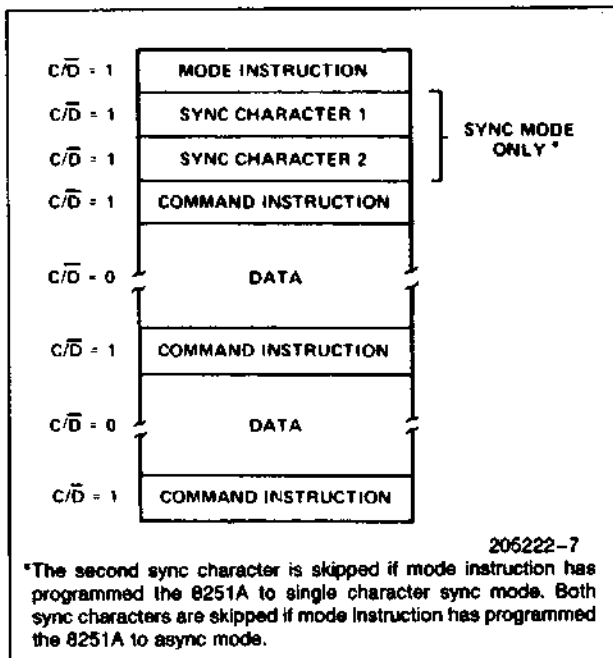 C/D̅ = 1 MODE INSTRUCTION
C/D̅ = 1 SYNC CHARACTER 1
SYNC MODE
ONLY *
C/D̅ = 1 SYNC CHARACTER 2
C/D̅ = 1 COMMAND INSTRUCTION
C/D̅ = 0 DATA
C/D̅ = 1 COMMAND INSTRUCTION
C/D̅ = 0 DATA
C/D̅ = 1 COMMAND INSTRUCTION
205222–7
*The second sync character is skipped if mode instruction has
programmed the 8251A to single character sync mode. Both
sync characters are skipped if mode instruction has programmed
the 8251A to async mode.